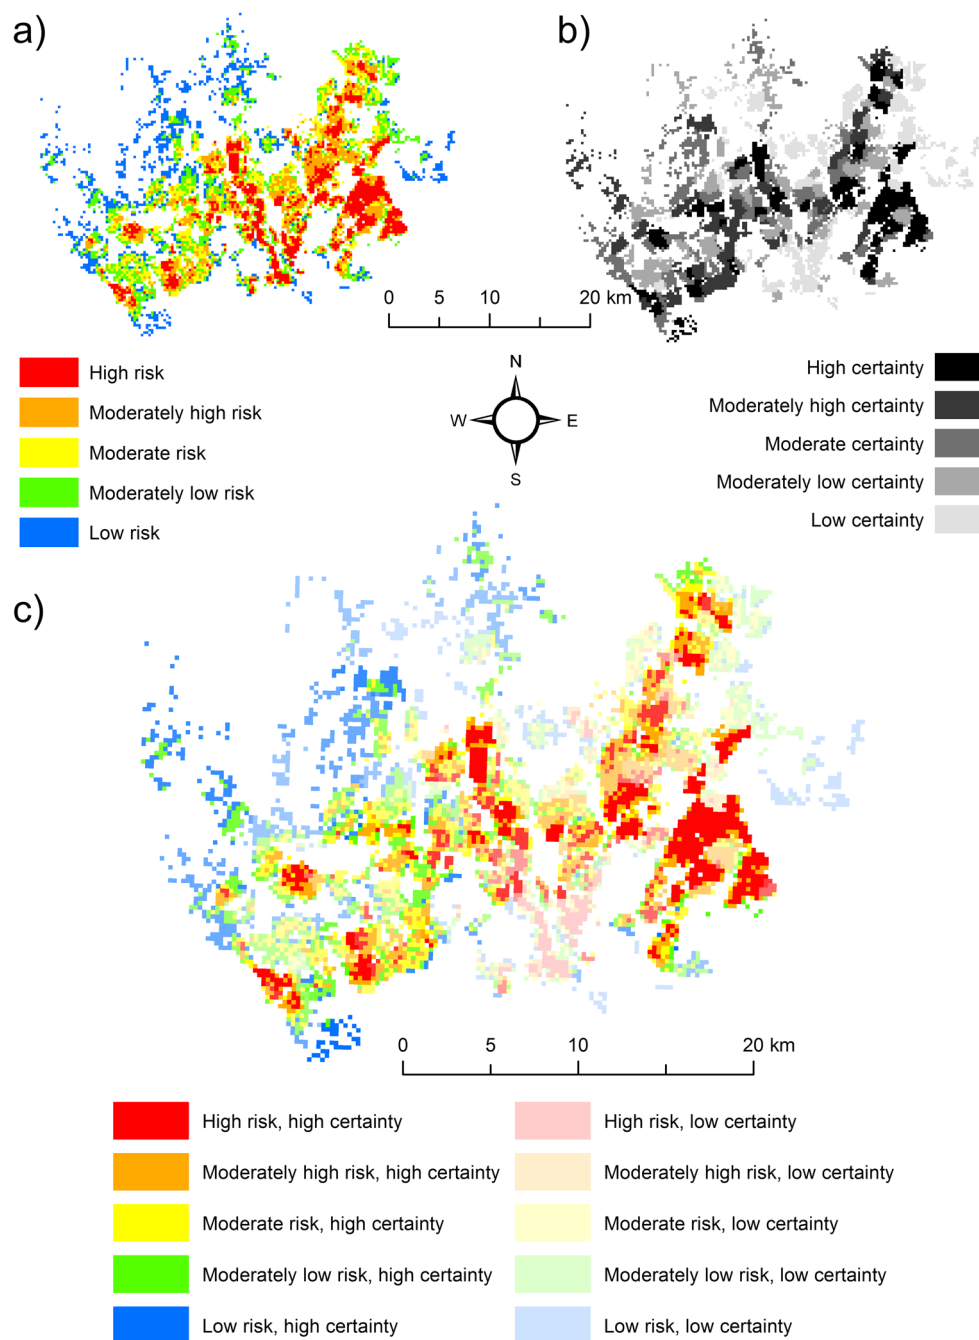 a)
b)
0 5 10 20 km
High risk
Moderately high risk
Moderate risk
Moderately low risk
Low risk
N
W E
S
High certainty
Moderately high certainty
Moderate certainty
Moderately low certainty
Low certainty
c)
0 5 10 20 km
High risk, high certainty
Moderately high risk, high certainty
Moderate risk, high certainty
Moderately low risk, high certainty
Low risk, high certainty
High risk, low certainty
Moderately high risk, low certainty
Moderate risk, low certainty
Moderately low risk, low certainty
Low risk, low certainty